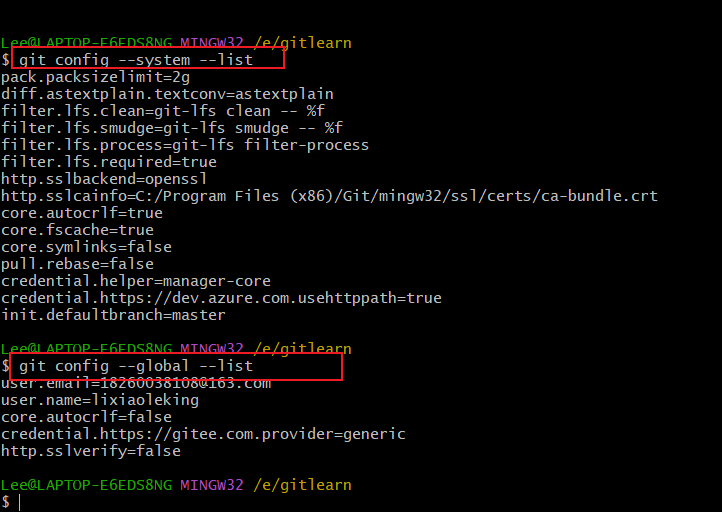 Lee@LAPTOP-E6EDS8NG MINGW32 /e/gitlearn
$ git config --system --list
pack.packsizelimit=2g
diff.astextplain.textconv=astextplain
filter.lfs.clean=git-lfs clean -- %f
filter.lfs.smudge=git-lfs smudge -- %f
filter.lfs.process=git-lfs filter-process
filter.lfs.required=true
http.sslbackend=openssl
http.sslcainfo=C:/Program Files (x86)/Git/mingw32/ssl/certs/ca-bundle.crt
core.autocrlf=true
core.fscache=true
core.symlinks=false
pull.rebase=false
credential.helper=manager-core
credential.https://dev.azure.com.usehttppath=true
init.defaultbranch=master
Lee@LAPTOP-E6EDS8NG MINGW32 /e/gitlearn
$ git config --global --list
user.email=18260038108@163.com
user.name=lixiaoleking
core.autocrlf=false
credential.https://gitee.com.provider=generic
http.sslverify=false
Lee@LAPTOP-E6EDS8NG MINGW32 /e/gitlearn
$